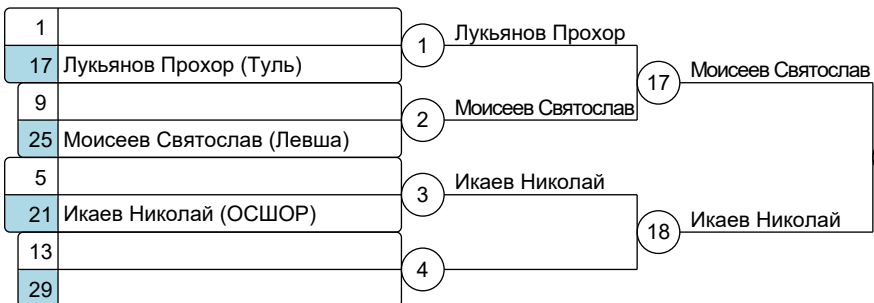 1
17 Лукьянов Прохор (Туль)
9
25 Моисеев Святослав (Левша)
5
21 Икаев Николай (ОСШОР)
13
29
1 Лукьянов Прохор
2 Моисеев Святослав
3 Икаев Николай
4
17 Моисеев Святослав
18 Икаев Николай